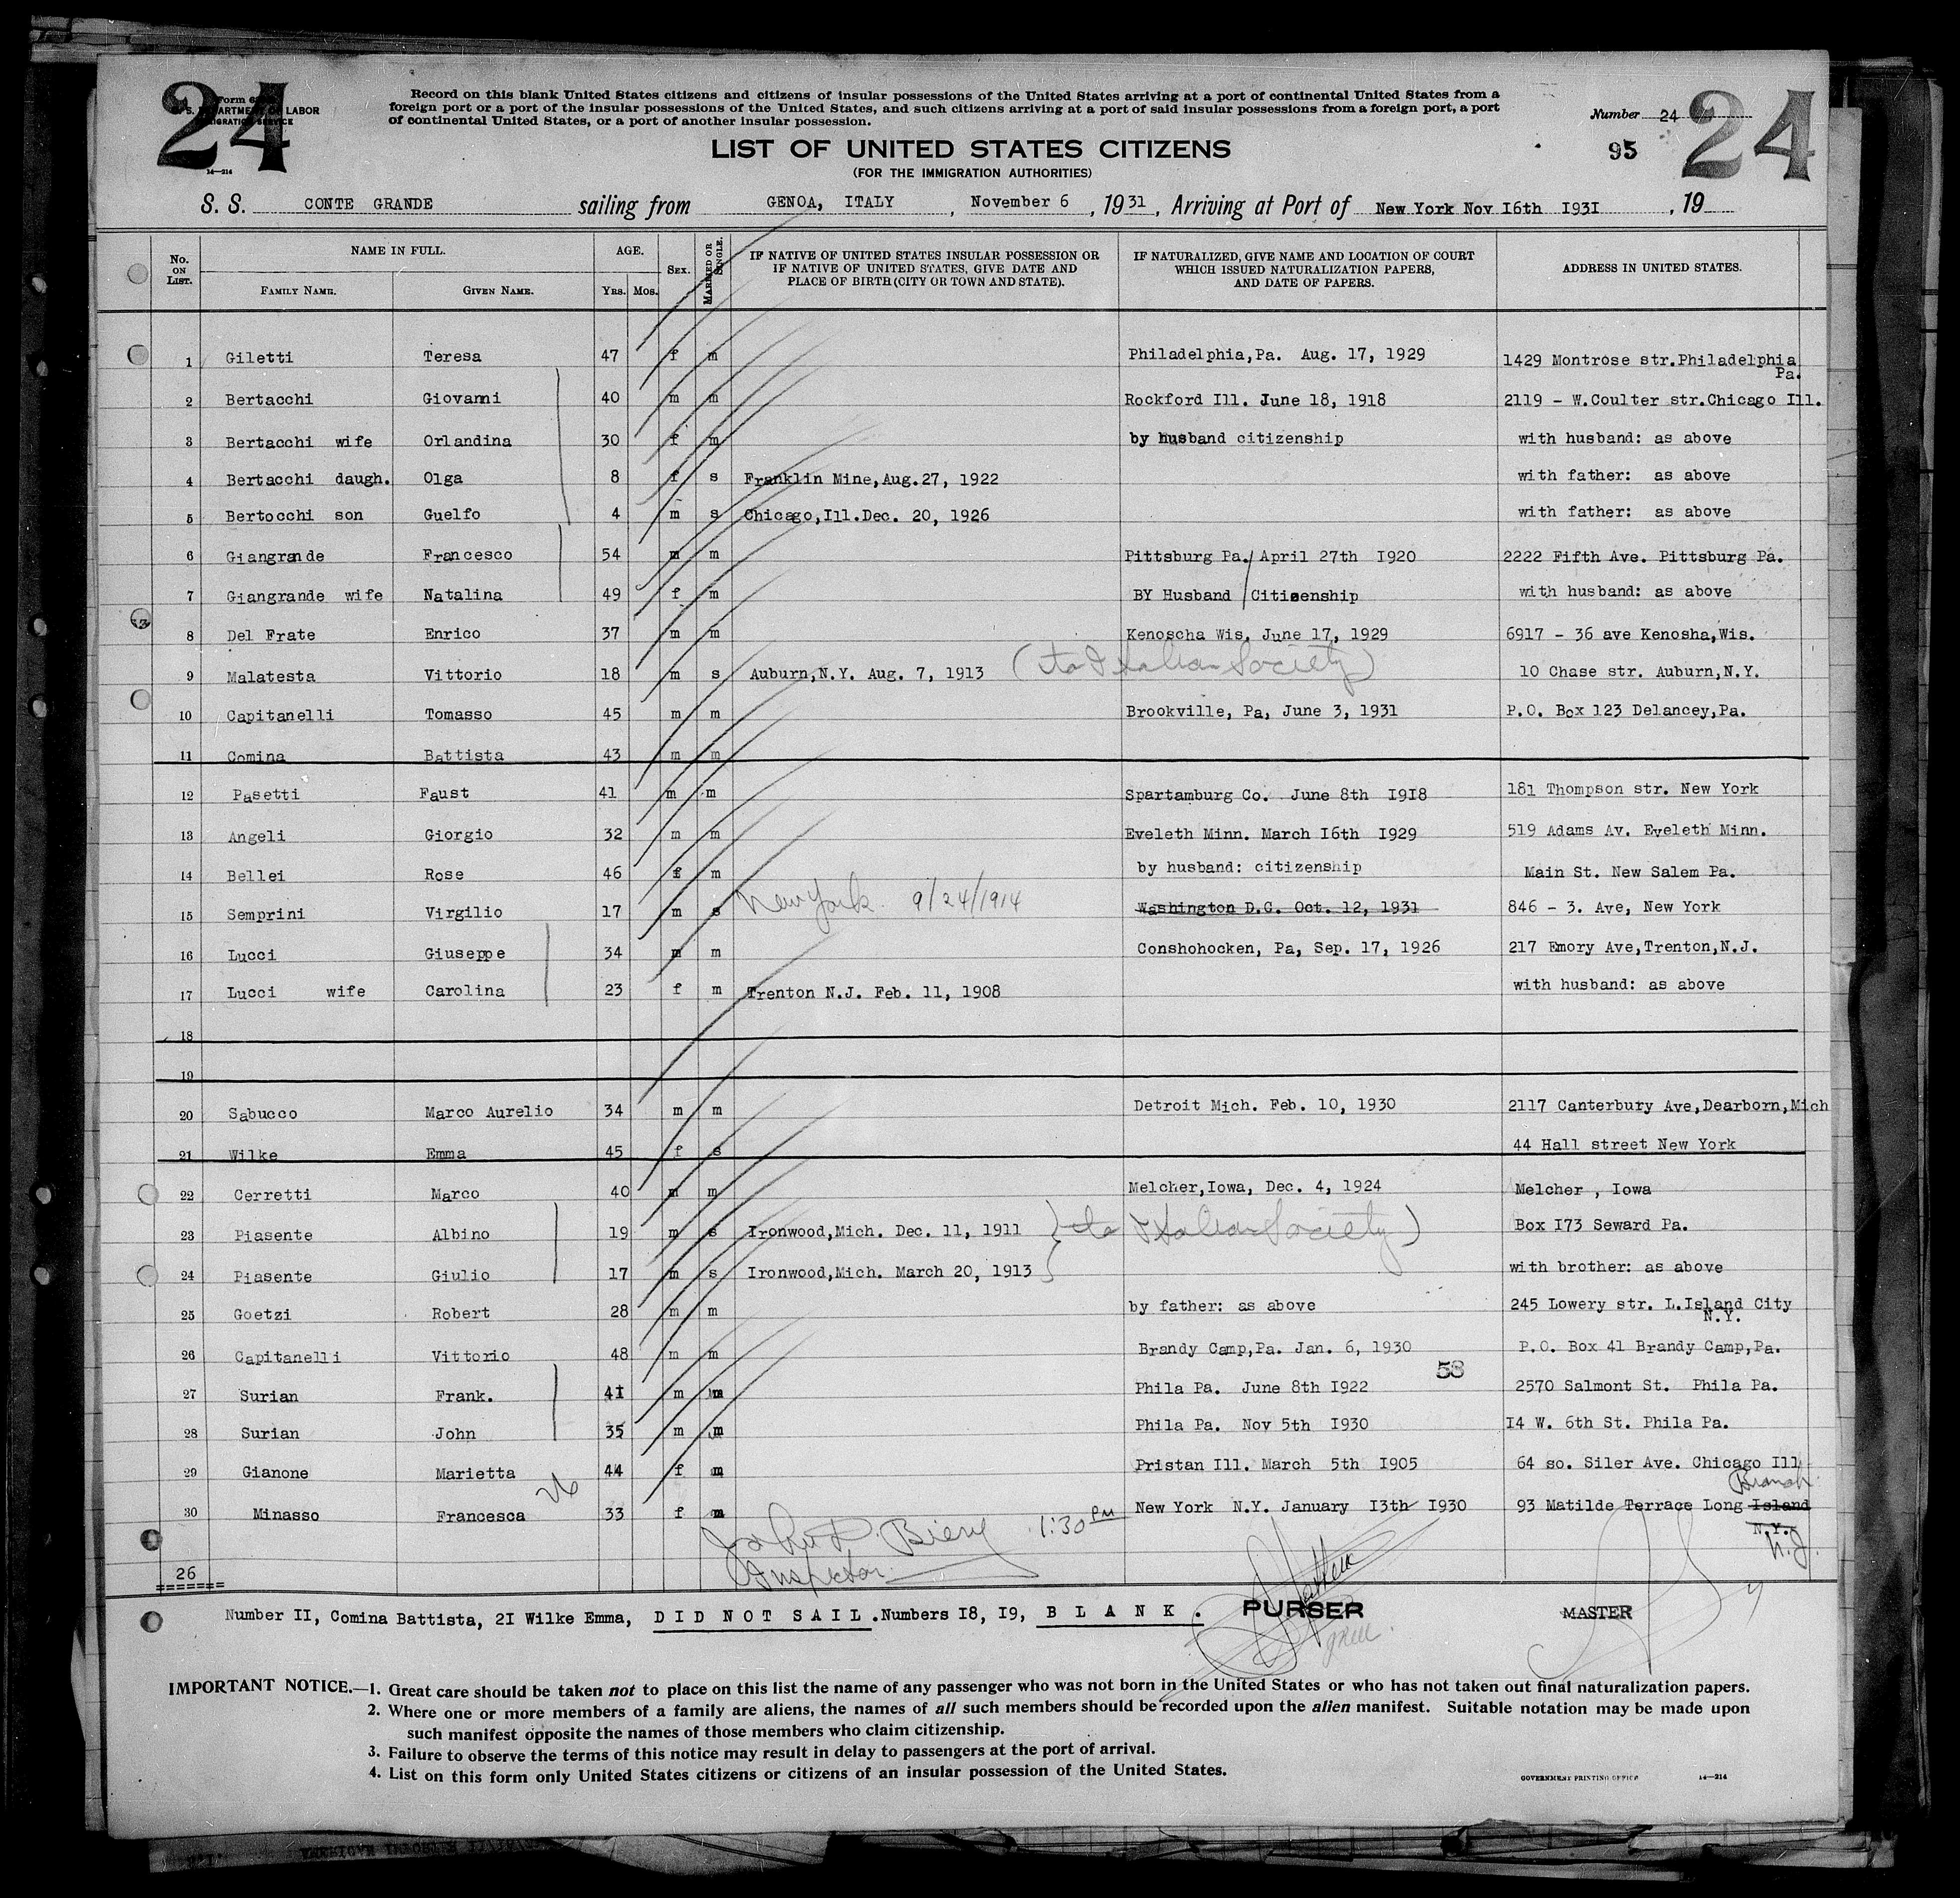 24
Form 6
U. S. DEPARTMENT OF LABOR
IMMIGRATION SERVICE
14—214
Record on this blank United States citizens and citizens of insular possessions of the United States arriving at a port of continental United States from a
foreign port or a port of the insular possessions of the United States, and such citizens arriving at a port of said insular possessions from a foreign port, a port
of continental United States, or a port of another insular possession.
Number 24
24
95
LIST OF UNITED STATES CITIZENS
(FOR THE IMMIGRATION AUTHORITIES)
S. S. CONTE GRANDE sailing from GENOA, ITALY , November 6 , 1931 , Arriving at Port of New York Nov I6th I93I , 19
No. ON LIST. NAME IN FULL. FAMILY NAME. GIVEN NAME. AGE. YRS. MOS. SEX. MARRIED OR SINGLE. IF NATIVE OF UNITED STATES INSULAR POSSESSION OR IF NATIVE OF UNITED STATES, GIVE DATE AND PLACE OF BIRTH (CITY OR TOWN AND STATE). IF NATURALIZED, GIVE NAME AND LOCATION OF COURT WHICH ISSUED NATURALIZATION PAPERS, AND DATE OF PAPERS. ADDRESS IN UNITED STATES.
1 Giletti Teresa 47 f m Philadelphia,Pa. Aug. 17, 1929 1429 Montrose str.Philadelphia
Pa.
2 Bertacchi Giovanni 40 m m Rockford Ill. June 18, 1918 2119 - W.Coulter str.Chicago Ill.
3 Bertacchi wife Orlandina 30 f m by husband citizenship with husband: as above
4 Bertacchi daugh. Olga 8 f s Franklin Mine,Aug.27, 1922 with father: as above
5 Bertocchi son Guelfo 4 m s Chicago,Ill.Dec. 20, 1926 with father: as above
6 Giangrande Francesco 54 m m Pittsburg Pa. April 27th I920 2222 Fifth Ave. Pittsburg Pa.
7 Giangrande wife Natalina 49 f m BY Husband Citisenship with husband: as above
8 Del Frate Enrico 37 m m Kenoscha Wis. June 17, 1929 6917 - 36 ave Kenosha,Wis.
9 Malatesta Vittorio 18 m s Auburn,N.Y. Aug. 7, 1913 (to Italian Society) 10 Chase str. Auburn,N.Y.
10 Capitanelli Tomasso 45 m m Brookville, Pa, June 3, 1931 P.O. Box 123 Delancey,Pa.
11 Comina Battista 43 m m
12 Pasetti Faust 41 m m Spartamburg Co. June 8th I9I8 181 Thompson str. New York
13 Angeli Giorgio 32 m m Eveleth Minn. March I6th I929 519 Adams Av. Eveleth Minn.
14 Bellei Rose 46 f m by husband: citizenship Main St. New Salem Pa.
15 Semprini Virgilio 17 m s New York 9/24/1914 Washington D.C. Oct. 12, 1931 846 - 3. Ave, New York
16 Lucci Giuseppe 34 m m Conshohocken, Pa, Sep. 17, 1926 217 Emory Ave,Trenton,N.J.
17 Lucci wife Carolina 23 f m Trenton N.J. Feb. 11, 1908 with husband: as above
18
19
20 Sabucco Marco Aurelio 34 m m Detroit Mich. Feb. 10, 1930 2117 Canterbury Ave,Dearborn,Mich
21 Wilke Emma 45 f s 44 Hall street New York
22 Cerretti Marco 40 m m Melcher,Iowa, Dec. 4, 1924 Melcher , Iowa
23 Piasente Albino 19 m s Ironwood,Mich. Dec. 11, 1911 to Italian Society) Box I73 Seward Pa.
24 Piasente Giulio 17 m s Ironwood,Mich. March 20, 1913 with brother: as above
25 Goetzi Robert 28 m m by father: as above 245 Lowery str. L.Island City
N.Y.
26 Capitanelli Vittorio 48 m m Brandy Camp,Pa. Jan. 6, 1930 P.O. Box 41 Brandy Camp,Pa.
58
27 Surian Frank. 41 m m Phila Pa. June 8th I922 2570 Salmont St. Phila Pa.
28 Surian John 35 m m Phila Pa. Nov 5th I930 I4 W. 6th St. Phila Pa.
29 Gianone Marietta 44 f m Pristan Ill. March 5th I905 64 so. Siler Ave. Chicago Ill
Branch
30 Minasso Francesca 33 f m New York N.Y. January I3th I930 93 Matilde Terrace Long Island
N.Y.
N.J.
26
John P. Biery 1:30 PM
Inspector
26
Number II, Comina Battista, 2I Wilke Emma, DID NOT SAIL.Numbers I8, I9, BLANK. PURSER MASTER
IMPORTANT NOTICE.—1. Great care should be taken not to place on this list the name of any passenger who was not born in the United States or who has not taken out final naturalization papers.
2. Where one or more members of a family are aliens, the names of all such members should be recorded upon the alien manifest. Suitable notation may be made upon
such manifest opposite the names of those members who claim citizenship.
3. Failure to observe the terms of this notice may result in delay to passengers at the port of arrival.
4. List on this form only United States citizens or citizens of an insular possession of the United States.
GOVERNMENT PRINTING OFFICE 14—214